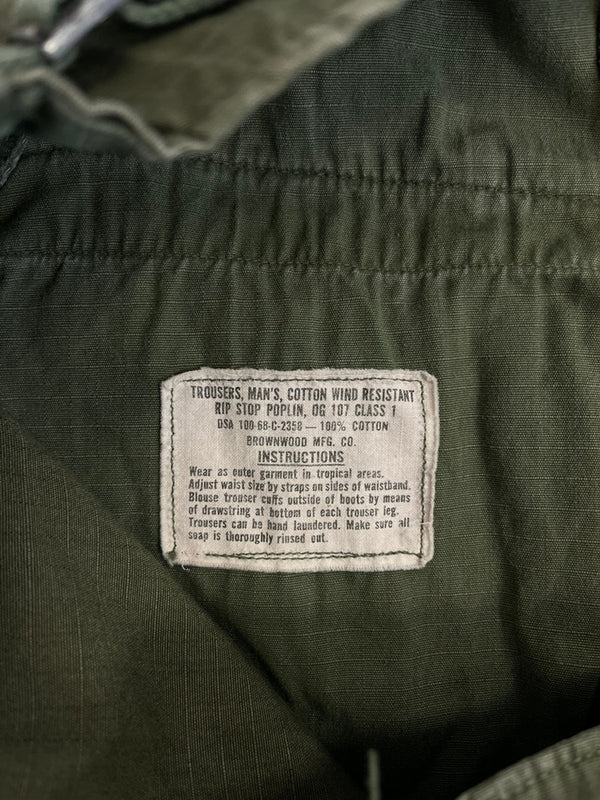 TROUSERS, MAN'S, COTTON WIND RESISTANT
RIP STOP POPLIN, OG 107 CLASS 1
DSA 100-68-C-2358 — 100% COTTON
BROWNWOOD MFG. CO.
INSTRUCTIONS
Wear as outer garment in tropical areas.
Adjust waist size by straps on sides of waistband.
Blouse trouser cuffs outside of boots by means
of drawstring at bottom of each trouser leg.
Trousers can be hand laundered. Make sure all
soap is thoroughly rinsed out.